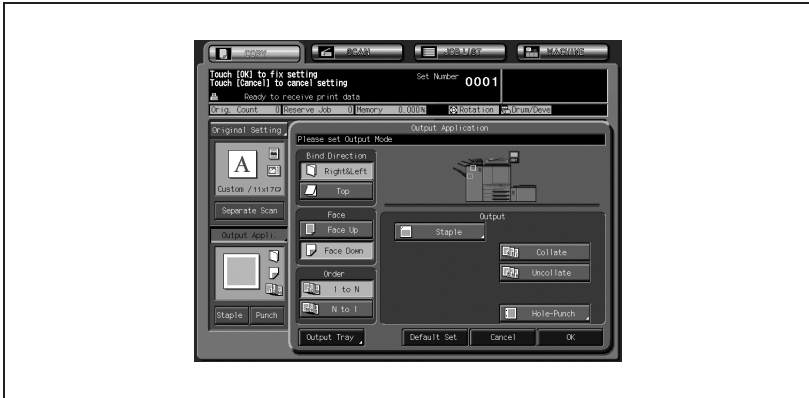 COPY SCAN JOB LIST MACHINE
Touch [OK] to fix setting
Touch [Cancel] to cancel setting
Set Number 0001
Ready to receive print data
Orig. Count 0 Reserve Job 0 Memory 0.000% Rotation Drum/Deve
Original Setting
Output Application
Please set Output Mode
Bind Direction
A
Right&Left
Custom /11x17
Top
Separate Scan
Face
Output
Face Up
Staple
Output Appli.
Face Down
Collate
Order
Uncollate
1 to N
N to 1
Hole-Punch
Staple Punch
Output Tray
Default Set Cancel OK